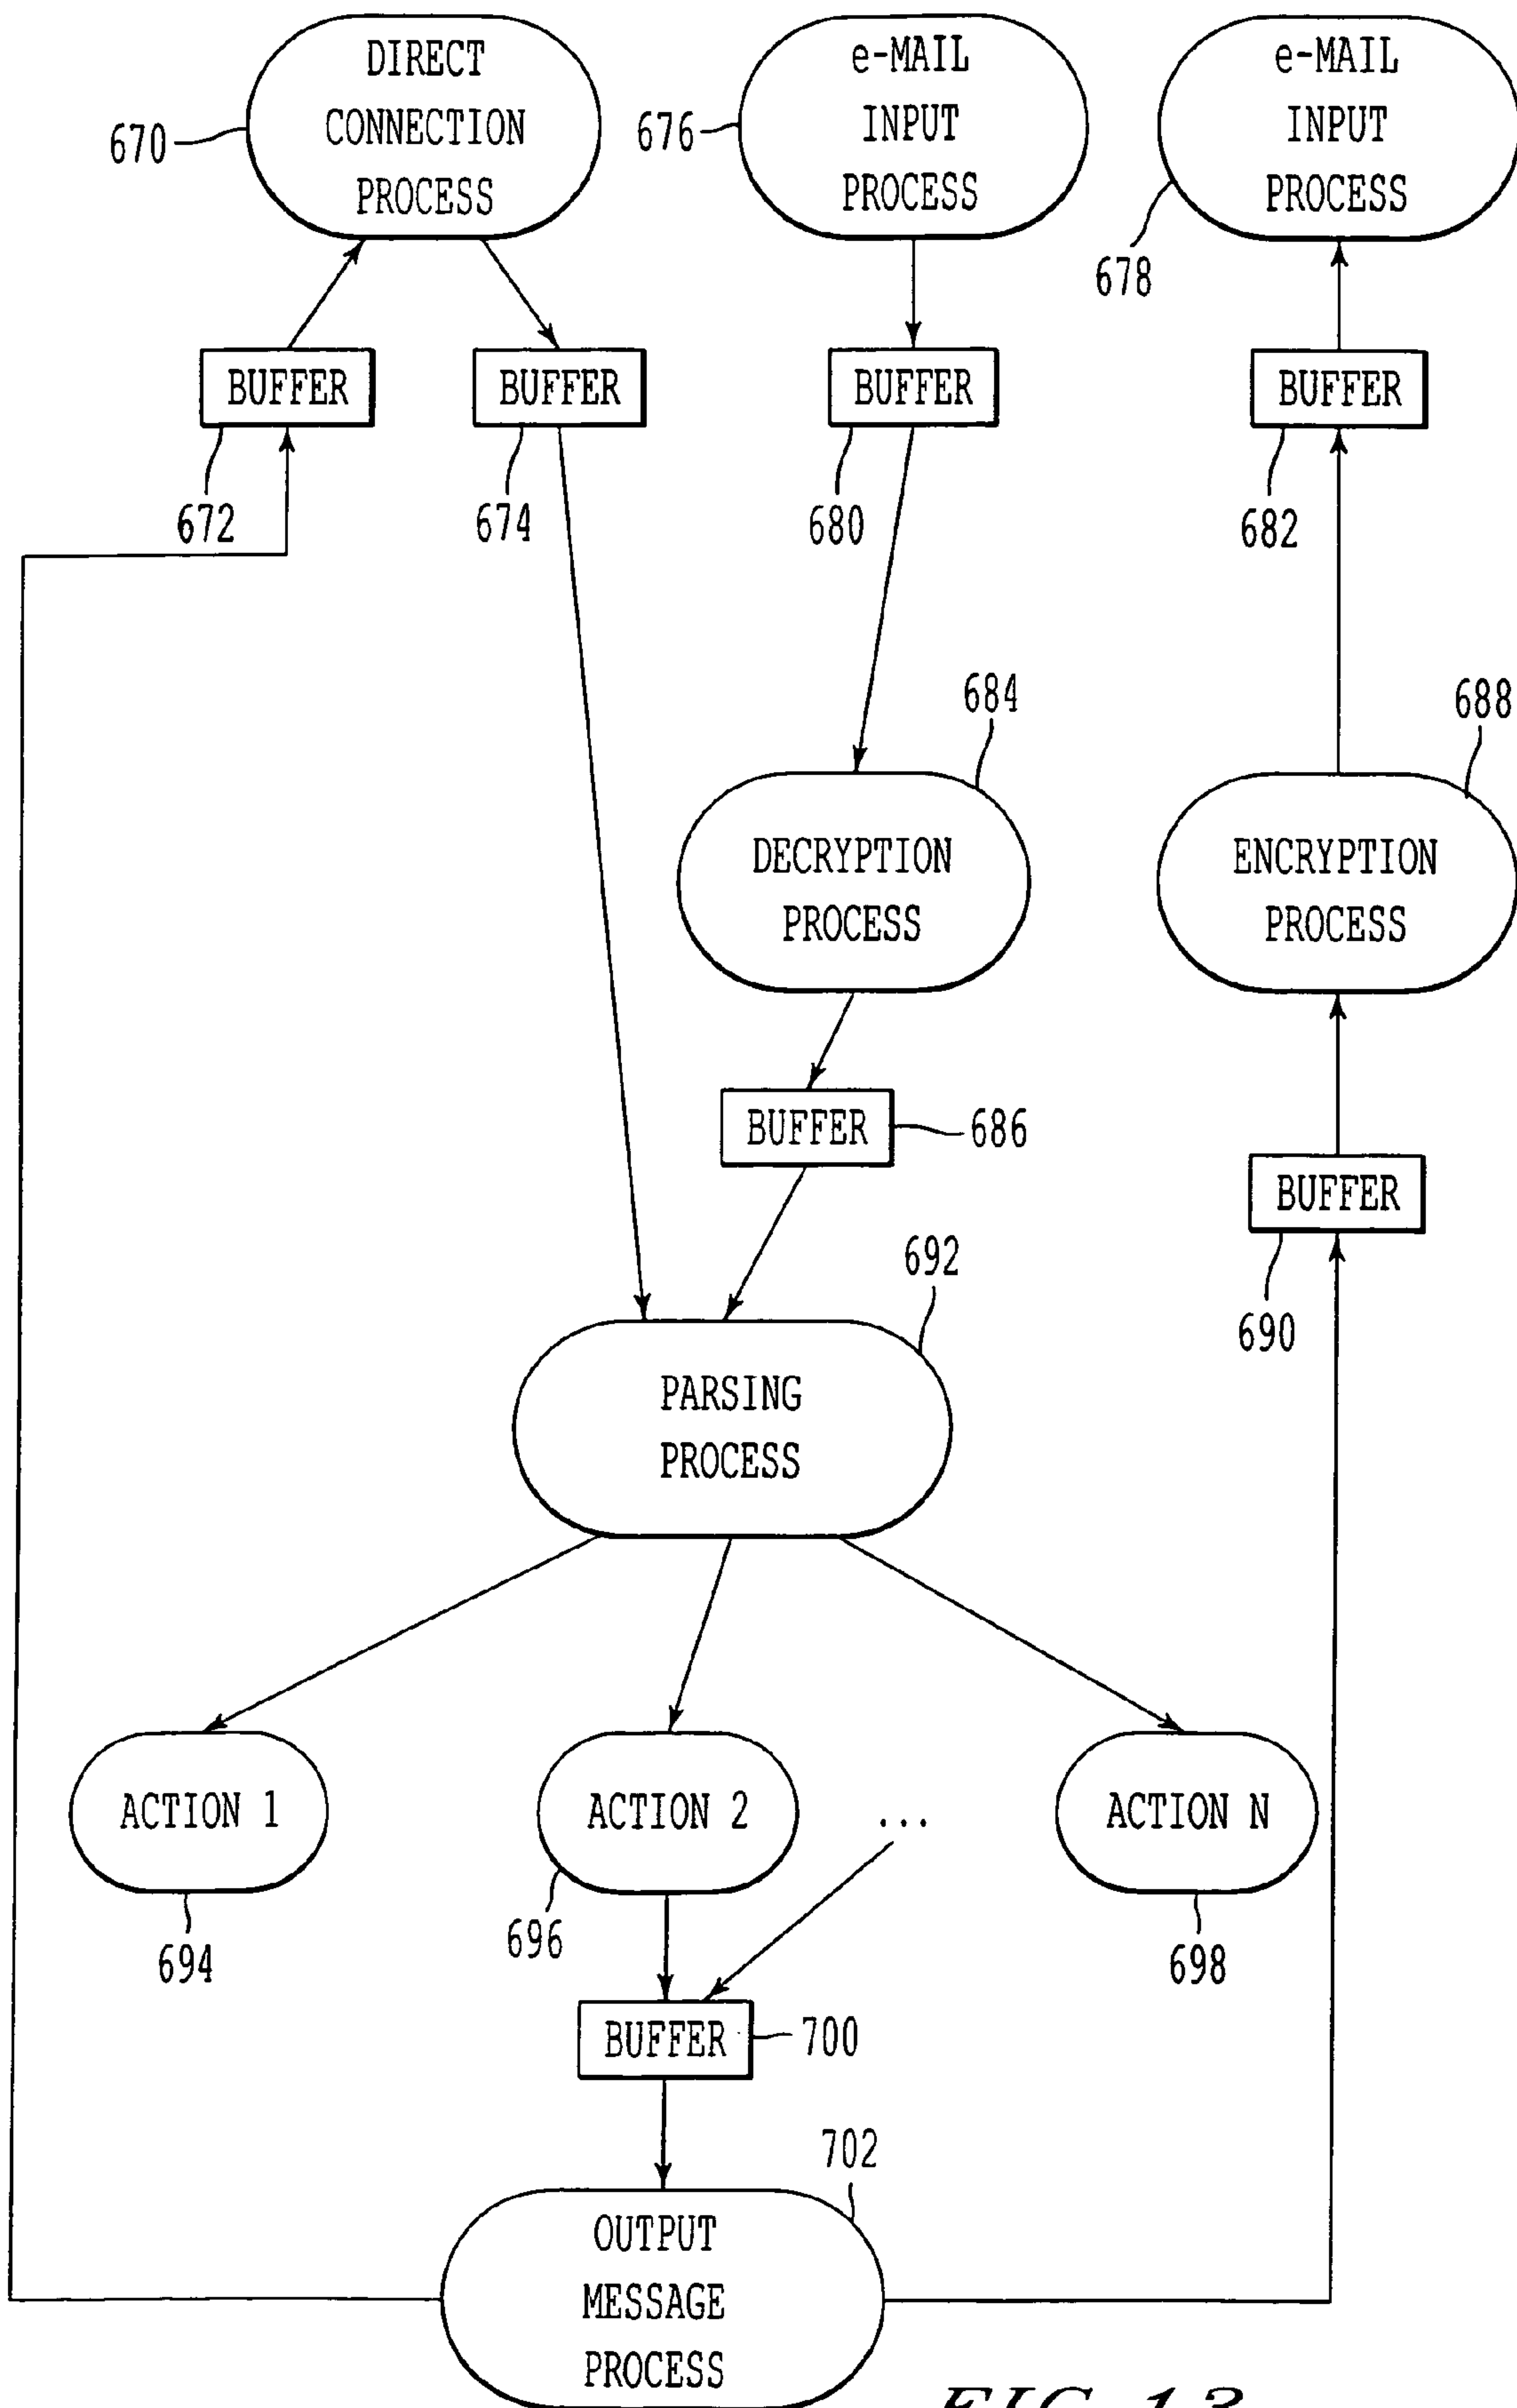 DIRECT
CONNECTION
PROCESS
670
e-MAIL
INPUT
PROCESS
676
e-MAIL
INPUT
PROCESS
678
BUFFER
672
BUFFER
674
BUFFER
680
BUFFER
682
684
DECRYPTION
PROCESS
688
ENCRYPTION
PROCESS
BUFFER
686
BUFFER
690
692
PARSING
PROCESS
ACTION 1
694
ACTION 2
696
...
ACTION N
698
BUFFER
700
702
OUTPUT
MESSAGE
PROCESS
FIG. 13